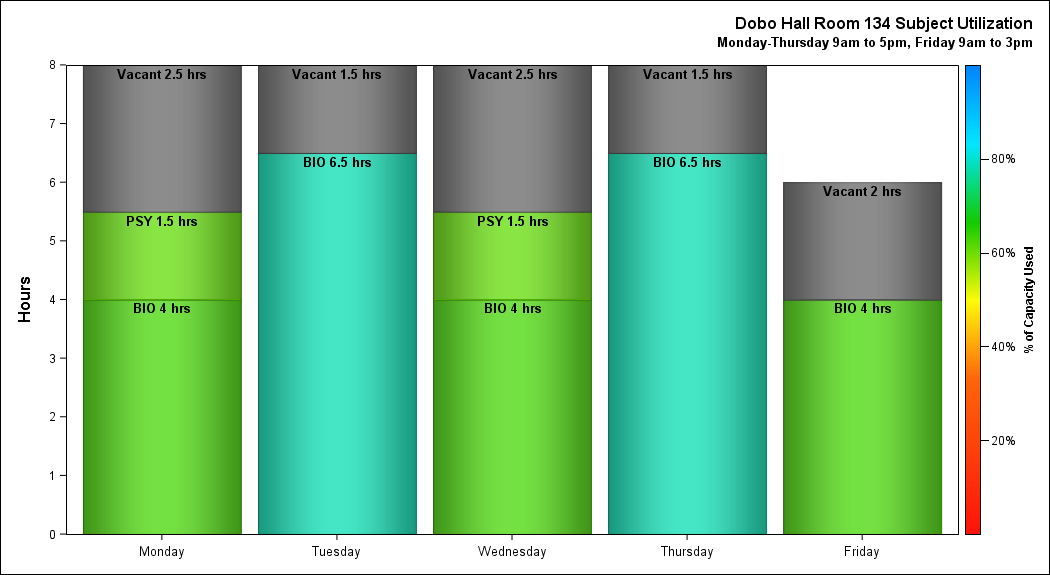 Dobo Hall Room 134 Subject Utilization
Monday-Thursday 9am to 5pm, Friday 9am to 3pm
8
7
6
5
4
3
2
1
0
Hours
Vacant 2.5 hrs
PSY 1.5 hrs
BIO 4 hrs
Vacant 1.5 hrs
BIO 6.5 hrs
Vacant 2.5 hrs
PSY 1.5 hrs
BIO 4 hrs
Vacant 1.5 hrs
BIO 6.5 hrs
Vacant 2 hrs
BIO 4 hrs
Monday
Tuesday
Wednesday
Thursday
Friday
80%
60%
40%
20%
% of Capacity Used